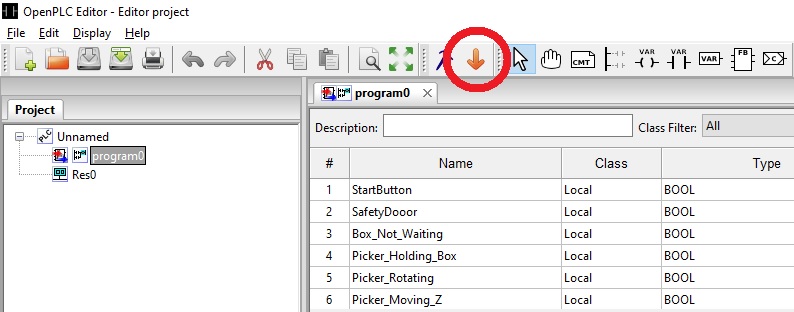 OpenPLC Editor - Editor project
File Edit Display Help
CMT VAR VAR VAR FB C
Project
program0
Unnamed
program0
Res0
Description: Class Filter: All
# Name Class Type
1 StartButton Local BOOL
2 SafetyDooor Local BOOL
3 Box_Not_Waiting Local BOOL
4 Picker_Holding_Box Local BOOL
5 Picker_Rotating Local BOOL
6 Picker_Moving_Z Local BOOL